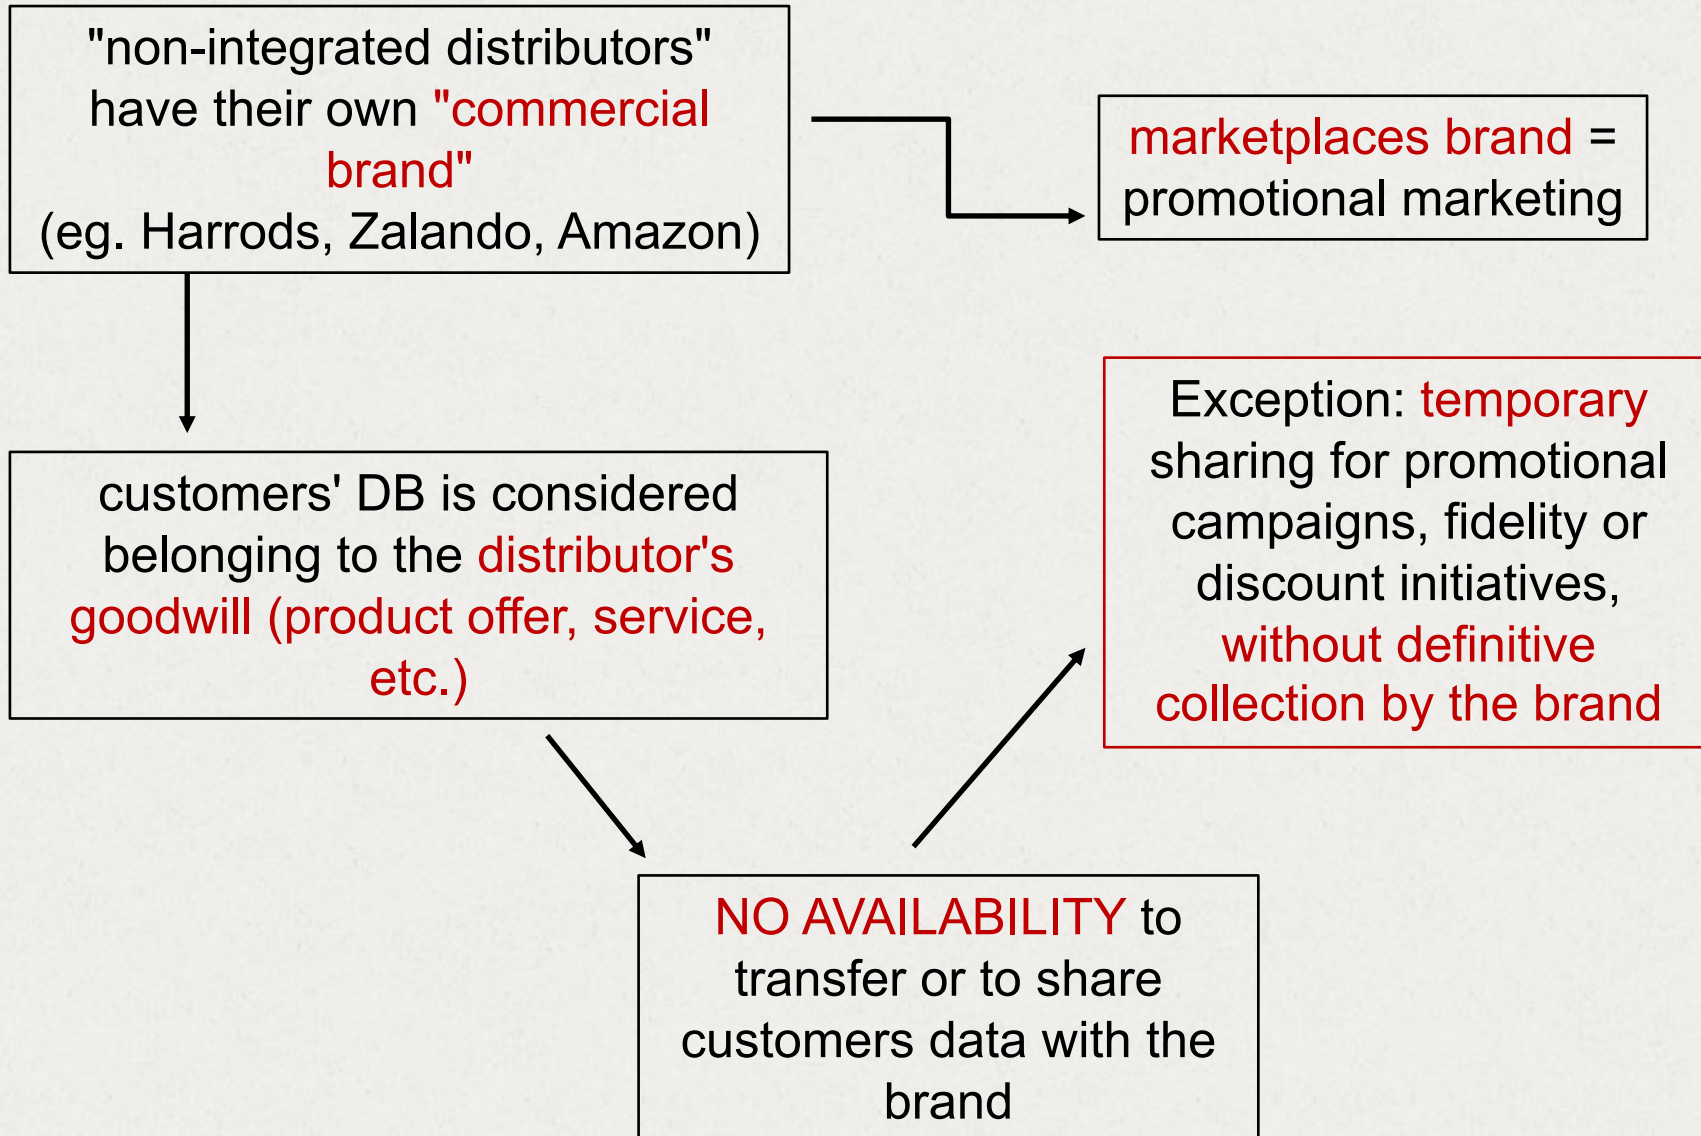 "non-integrated distributors"
have their own "commercial
brand"
(eg. Harrods, Zalando, Amazon)
marketplaces brand =
promotional marketing
customers' DB is considered
belonging to the distributor's
goodwill (product offer, service,
etc.)
Exception: temporary
sharing for promotional
campaigns, fidelity or
discount initiatives,
without definitive
collection by the brand
NO AVAILABILITY to
transfer or to share
customers data with the
brand